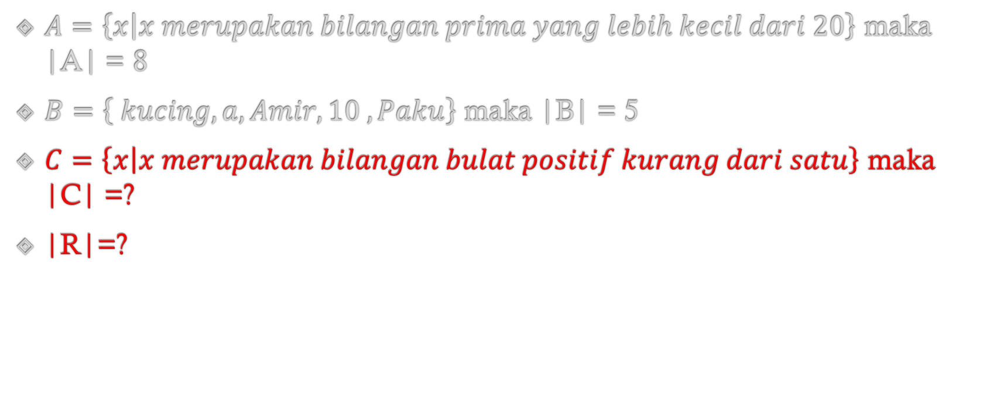 A = {x|x merupakan bilangan prima yang lebih kecil dari 20} maka
|A| = 8
B = { kucing, a, Amir, 10 , Paku} maka |B| = 5
C = {x|x merupakan bilangan bulat positif kurang dari satu} maka
|C| =?
|R|=?